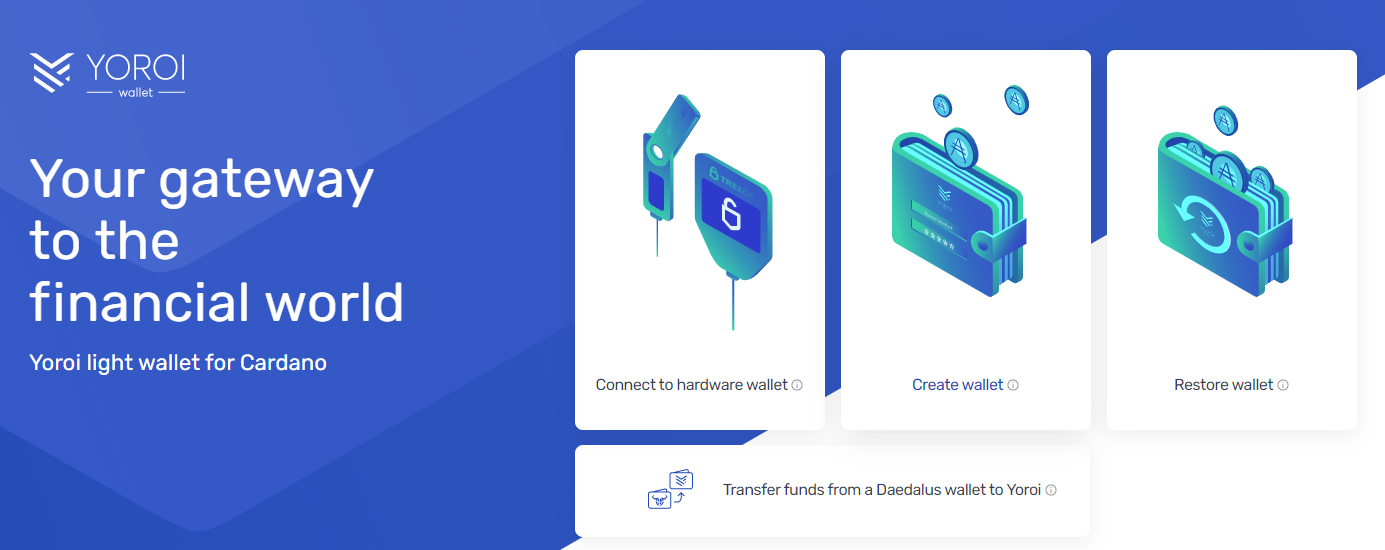 YOROI
wallet
Your gateway
to the
financial world
Yoroi light wallet for Cardano
TREZOR
Connect to hardware wallet
Create wallet
Restore wallet
Transfer funds from a Daedalus wallet to Yoroi